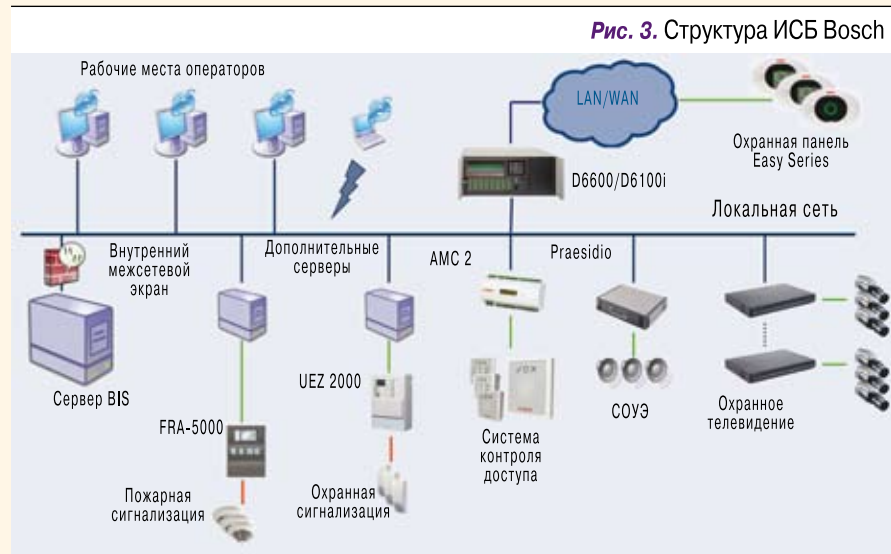 Рис. 3. Структура ИСБ Bosch
Рабочие места операторов
LAN/WAN
Охранная панель
Easy Series
D6600/D6100i
Локальная сеть
Внутренний
межсетевой
экран
Дополнительные
серверы
AMC 2
Praesidio
Сервер BIS
FRA-5000
UEZ 2000
Система
контроля
доступа
СОУЭ
Охранное
телевидение
Пожарная
сигнализация
Охранная
сигнализация